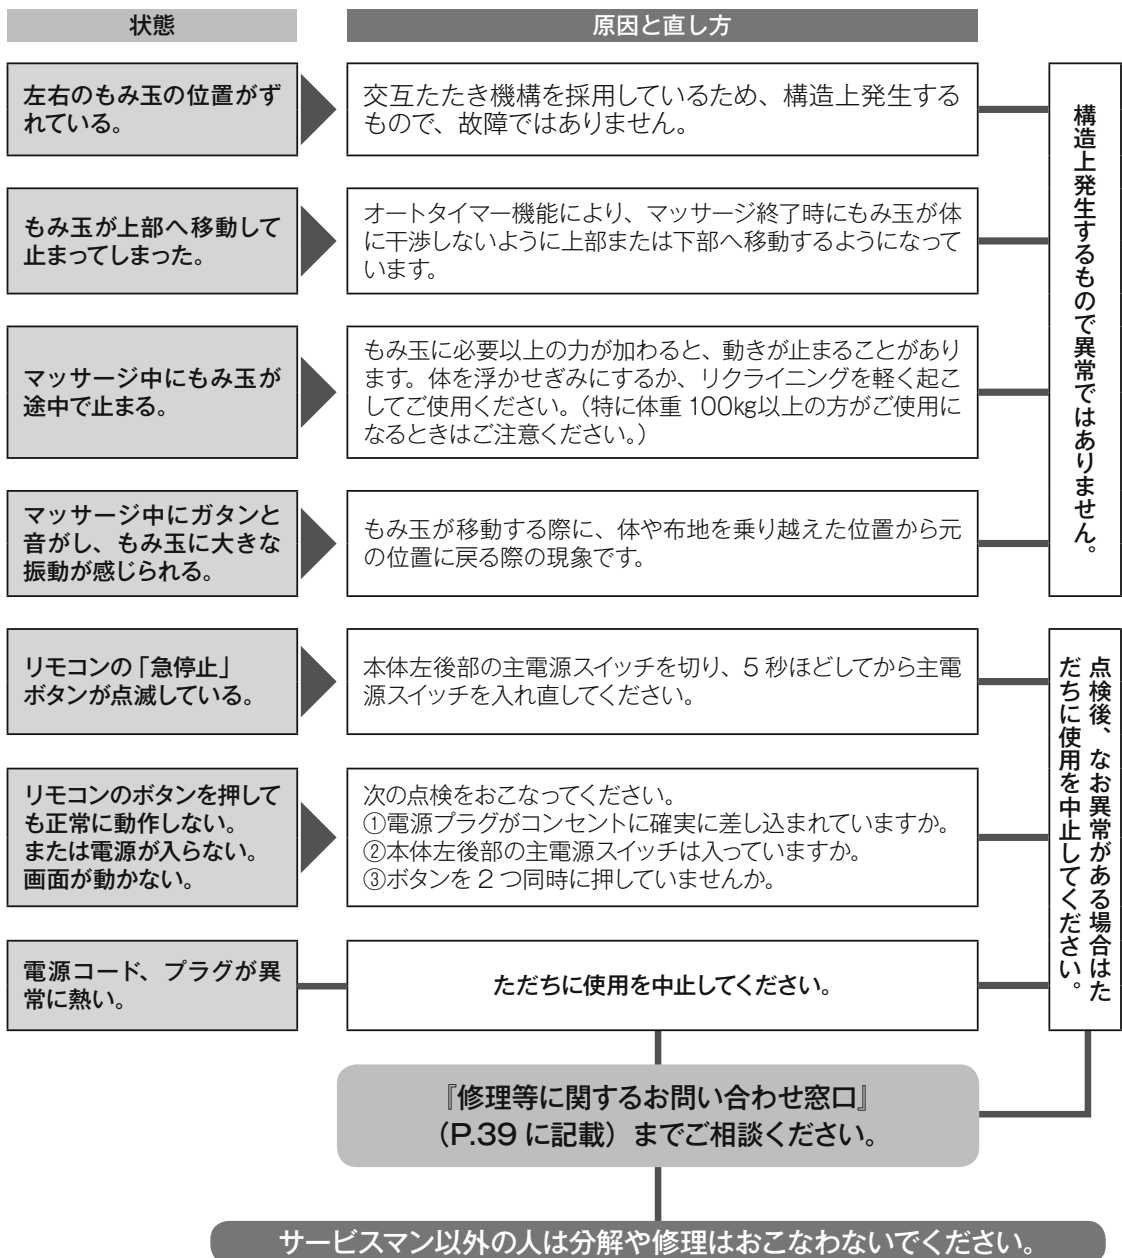 状態
原因と直し方
左右のもみ玉の位置がず
れている。
交互たたき機構を採用しているため、構造上発生する
もので、故障ではありません。
もみ玉が上部へ移動して
止まってしまった。
オートタイマー機能により、マッサージ終了時にもみ玉が体
に干渉しないように上部または下部へ移動するようになって
います。
マッサージ中にもみ玉が
途中で止まる。
もみ玉に必要以上の力が加わると、動きが止まることがあり
ます。体を浮かせぎみにするか、リクライニングを軽く起こ
してご使用ください。（特に体重 100kg以上の方がご使用に
なるときはご注意ください。）
マッサージ中にガタンと
音がし、もみ玉に大きな
振動が感じられる。
もみ玉が移動する際に、体や布地を乗り越えた位置から元
の位置に戻る際の現象です。
構造上発生するもので異常ではありません。
リモコンの「急停止」
ボタンが点滅している。
本体左後部の主電源スイッチを切り、5 秒ほどしてから主電
源スイッチを入れ直してください。
リモコンのボタンを押して
も正常に動作しない。
または電源が入らない。
画面が動かない。
次の点検をおこなってください。
①電源プラグがコンセントに確実に差し込まれていますか。
②本体左後部の主電源スイッチは入っていますか。
③ボタンを 2 つ同時に押していませんか。
電源コード、プラグが異
常に熱い。
ただちに使用を中止してください。
点検後、なお異常がある場合はた
だちに使用を中止してください。
『修理等に関するお問い合わせ窓口』
（P.39 に記載）までご相談ください。
サービスマン以外の人は分解や修理はおこなわないでください。